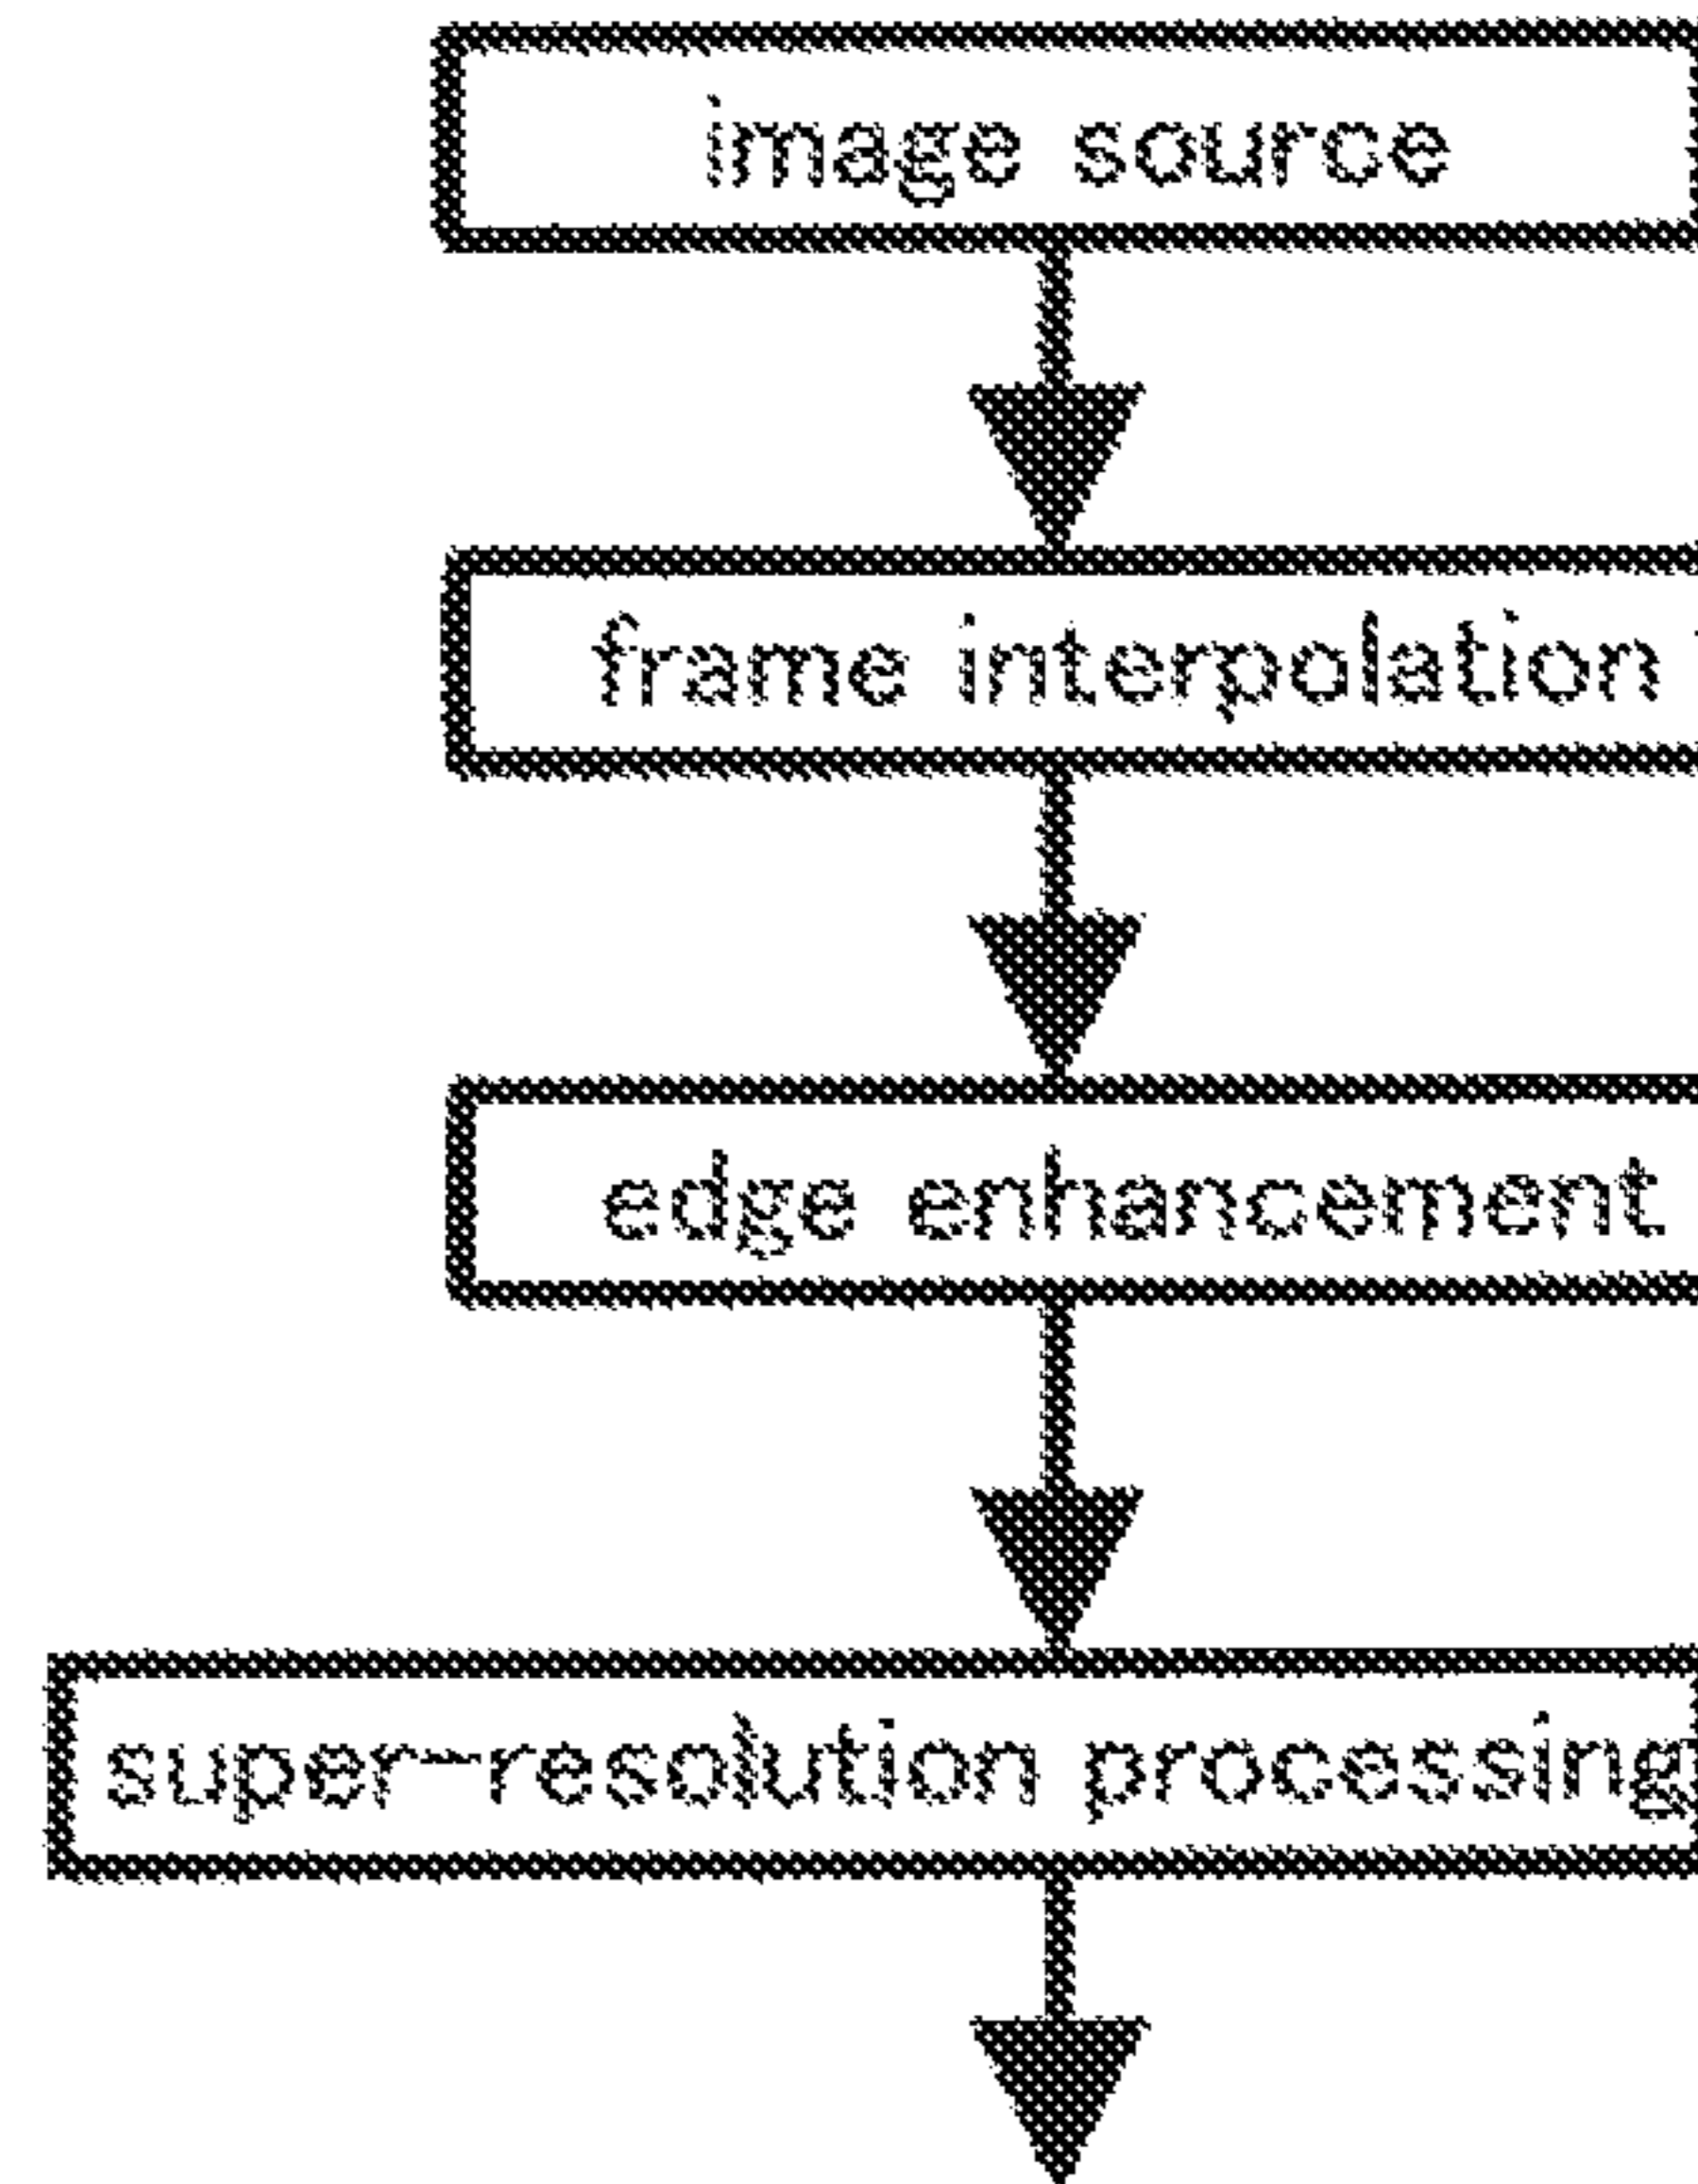 image source
frame interpolation
edge enhancement
super-resolution processing